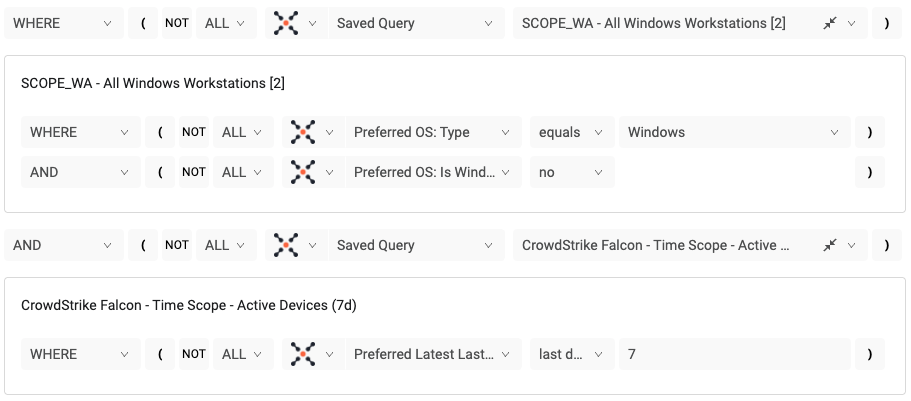 WHERE ( NOT ALL Saved Query SCOPE_WA - All Windows Workstations [2] )
SCOPE_WA - All Windows Workstations [2]
WHERE ( NOT ALL Preferred OS: Type equals Windows )
AND ( NOT ALL Preferred OS: Is Wind... no )
AND ( NOT ALL Saved Query CrowdStrike Falcon - Time Scope - Active ... )
CrowdStrike Falcon - Time Scope - Active Devices (7d)
WHERE ( NOT ALL Preferred Latest Last... last d... 7 )